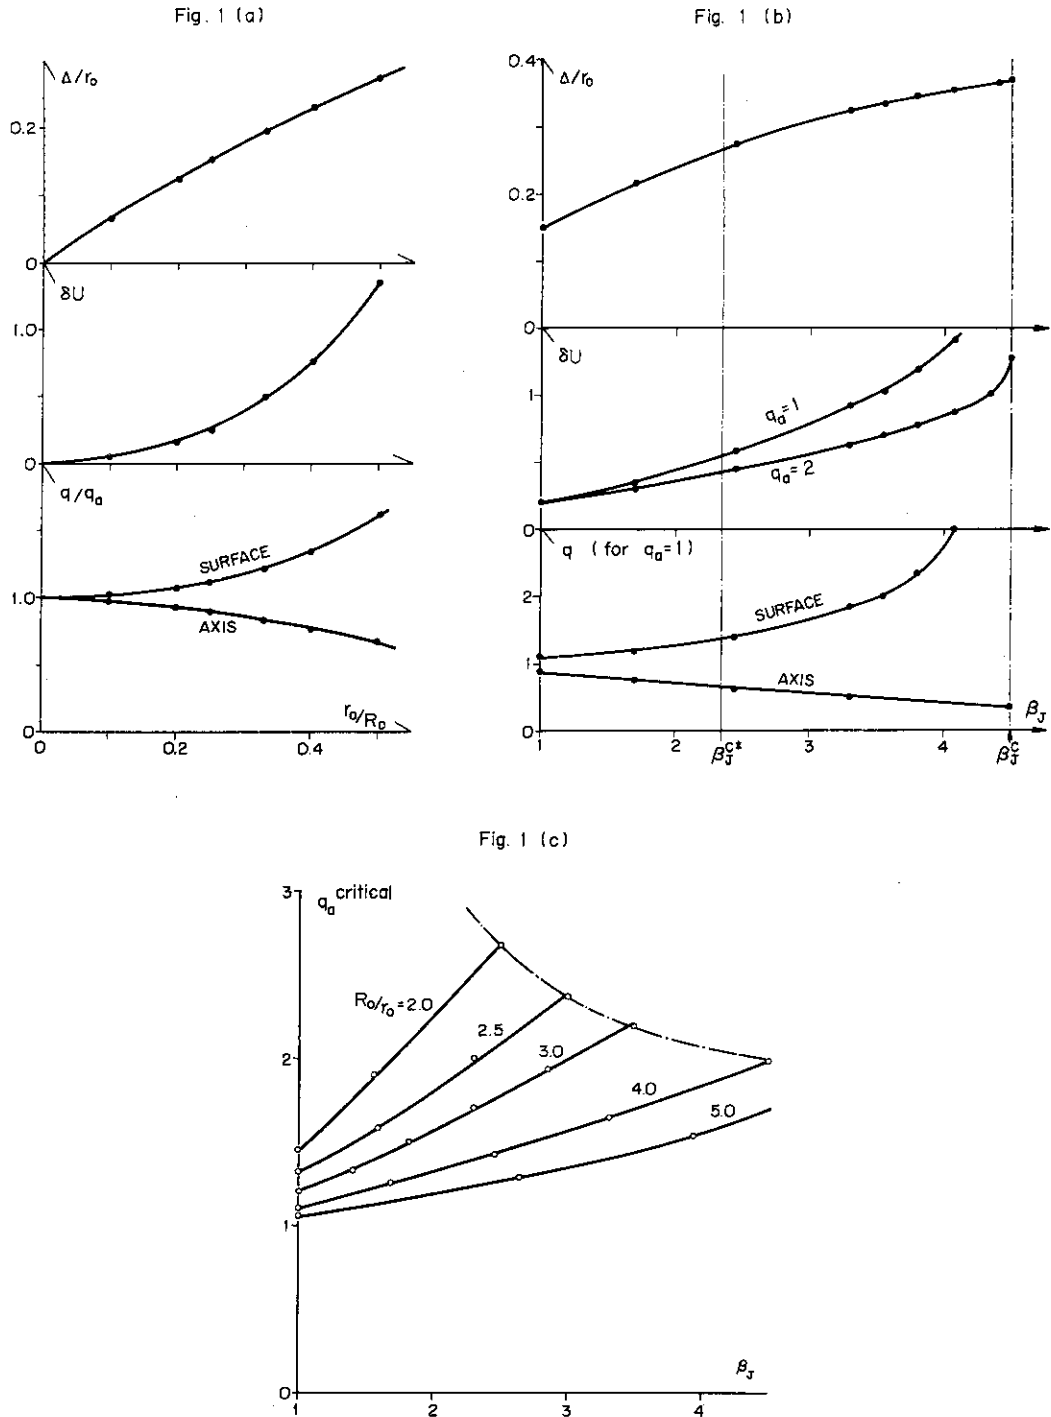 Fig. 1 (a)
Δ/r₀
0.2
0
δU
1.0
0
q/qₐ
SURFACE
1.0
AXIS
r₀/R₀
0
0 0.2 0.4
Fig. 1 (b)
0.4
Δ/r₀
0.2
0
δU
1
qₐ=1
qₐ=2
0
q (for qₐ=1)
2
SURFACE
1
AXIS
0
β_J
1 2 β_J^C* 3 4 β_J^C
Fig. 1 (c)
3
qₐ^critical
R₀/r₀=2.0
2.5
3.0
2
4.0
5.0
1
β_J
0
1 2 3 4